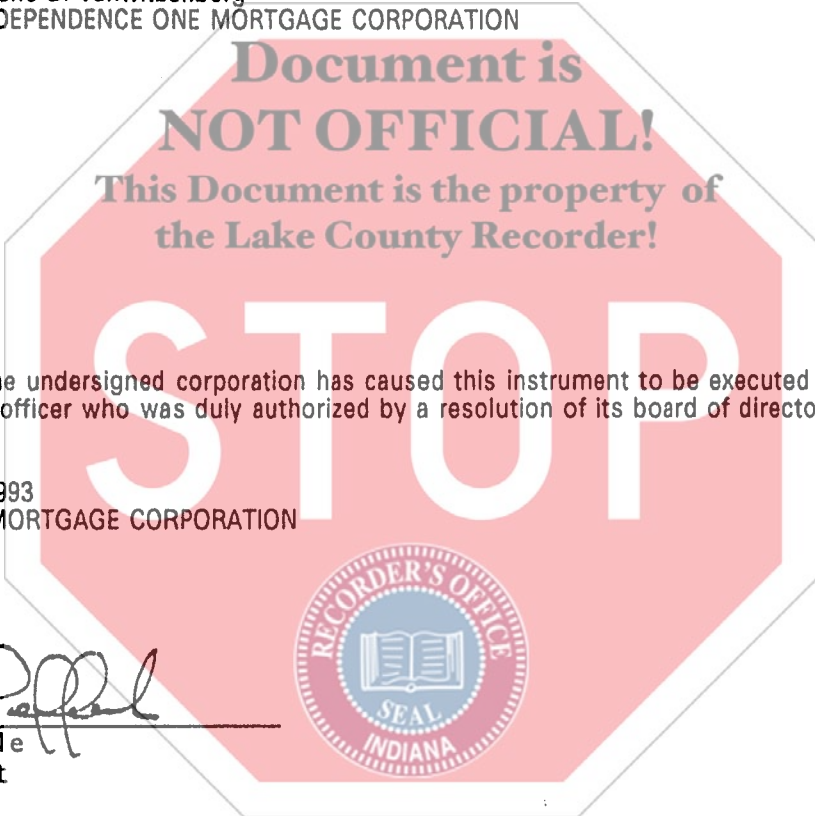 DEPENDENCE ONE MORTGAGE CORPORATION
Document is
NOT OFFICIAL!
This Document is the property of
the Lake County Recorder!
STOP
e undersigned corporation has caused this instrument to be executed
officer who was duly authorized by a resolution of its board of directo
993
MORTGAGE CORPORATION
RECORDER'S OFFICE
SEAL
INDIANA
e
t